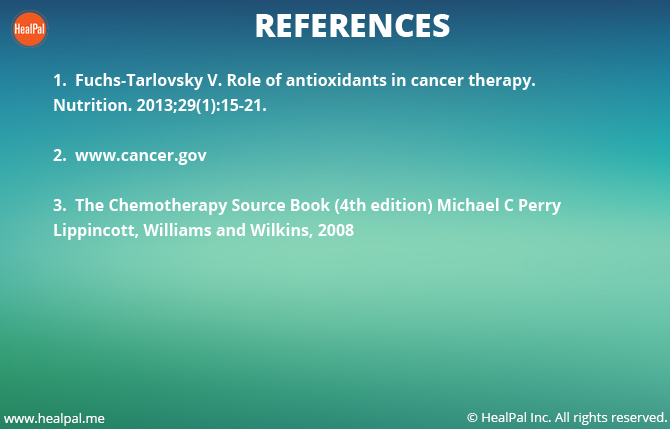 HealPal
REFERENCES
1. Fuchs-Tarlovsky V. Role of antioxidants in cancer therapy.
Nutrition. 2013;29(1):15-21.
2. www.cancer.gov
3. The Chemotherapy Source Book (4th edition) Michael C Perry
Lippincott, Williams and Wilkins, 2008
www.healpal.me
© HealPal Inc. All rights reserved.